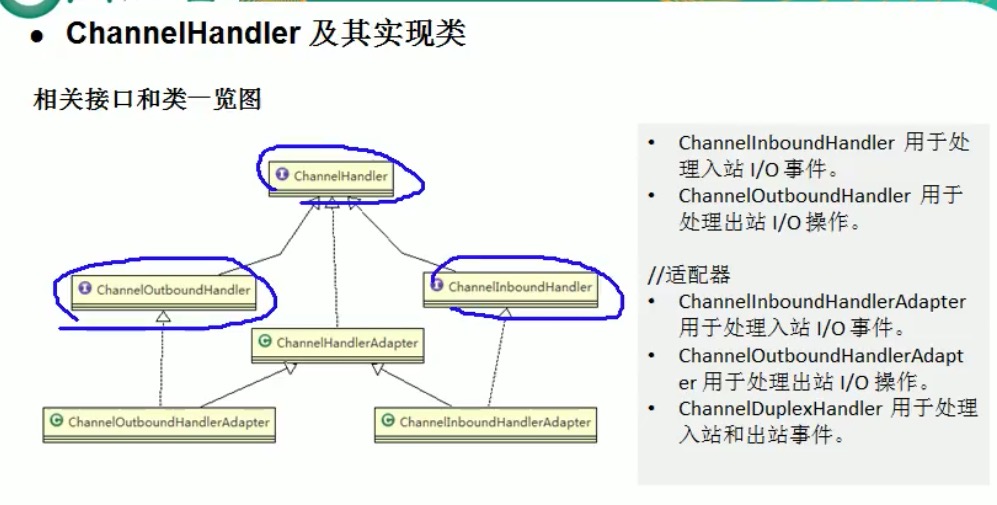 • ChannelHandler 及其实现类
相关接口和类一览图
I ChannelHandler
I ChannelOutboundHandler
I ChannelInboundHandler
C ChannelHandlerAdapter
C ChannelOutboundHandlerAdapter
C ChannelInboundHandlerAdapter
• ChannelInboundHandler 用于处
理入站 I/O 事件。
• ChannelOutboundHandler 用于
处理出站 I/O 操作。
//适配器
• ChannelInboundHandlerAdapter
用于处理入站 I/O 事件。
• ChannelOutboundHandlerAdapt
er 用于处理出站 I/O 操作。
• ChannelDuplexHandler 用于处理
入站和出站事件。